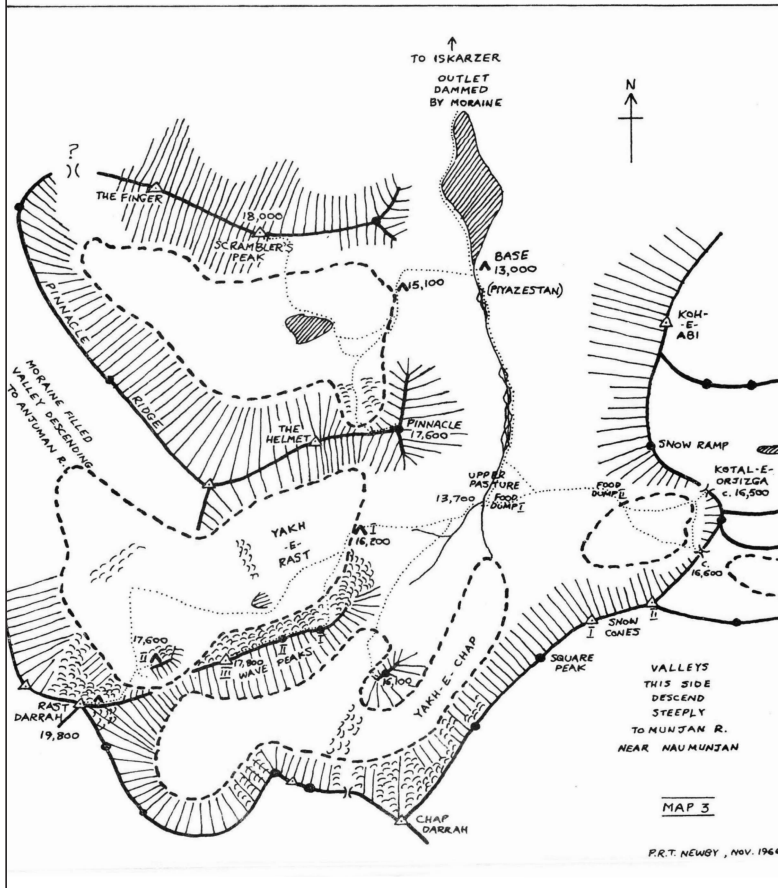 TO ISKARZER
OUTLET
DAMMED
BY MORAINE
N
?
THE FINGER
18,000
SCRAMBLER'S
PEAK
BASE
13,000
(PIYAZESTAN)
15,100
KOH-
-E-
ABI
PINNACLE
RIDGE
MORAINE FILLED
VALLEY DESCENDING
TO ANJUMAN R.
THE
HELMET
PINNACLE
17,600
SNOW RAMP
KOTAL-E-
ORJIZGA
C. 16,500
UPPER
PASTURE
13,700
FOOD
DUMP I
FOOD
DUMP II
YAKH
-E-
RAST
I
16,200
C.
16,600
17,600
II
I
II
III
17,800
WAVE PEAKS
16,100
YAKH-E-CHAP
I
II
SNOW
CONES
SQUARE
PEAK
RAST
DARRAH
19,800
CHAP
DARRAH
VALLEYS
THIS SIDE
DESCEND
STEEPLY
TO MUNJAN R.
NEAR NAUMUNJAN
MAP 3
P.R.T. NEWBY, NOV. 196